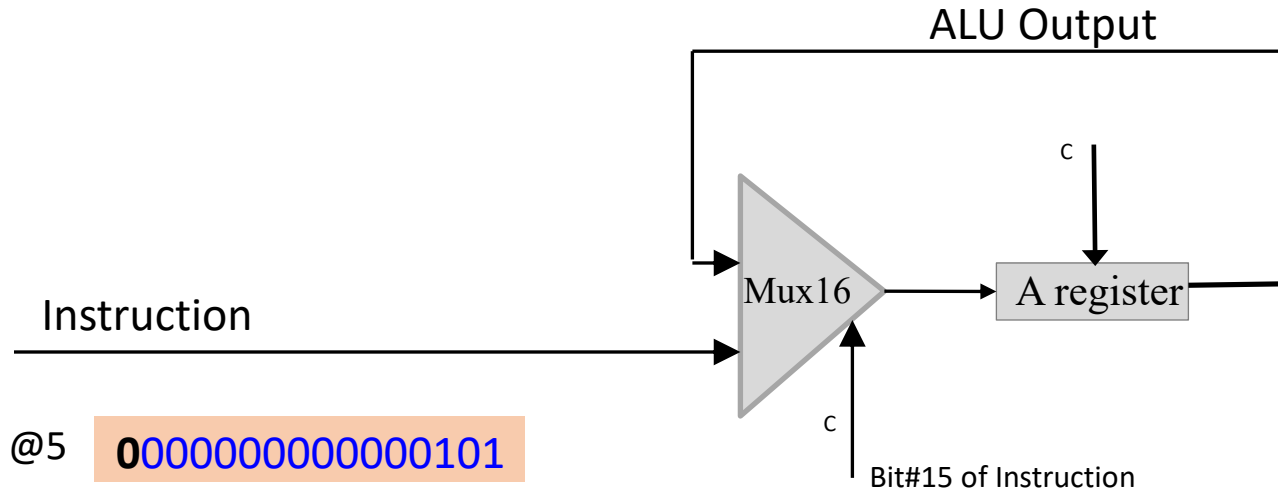 ALU Output
c
Mux16
A register
Instruction
c
@5 0000000000000101
Bit#15 of Instruction